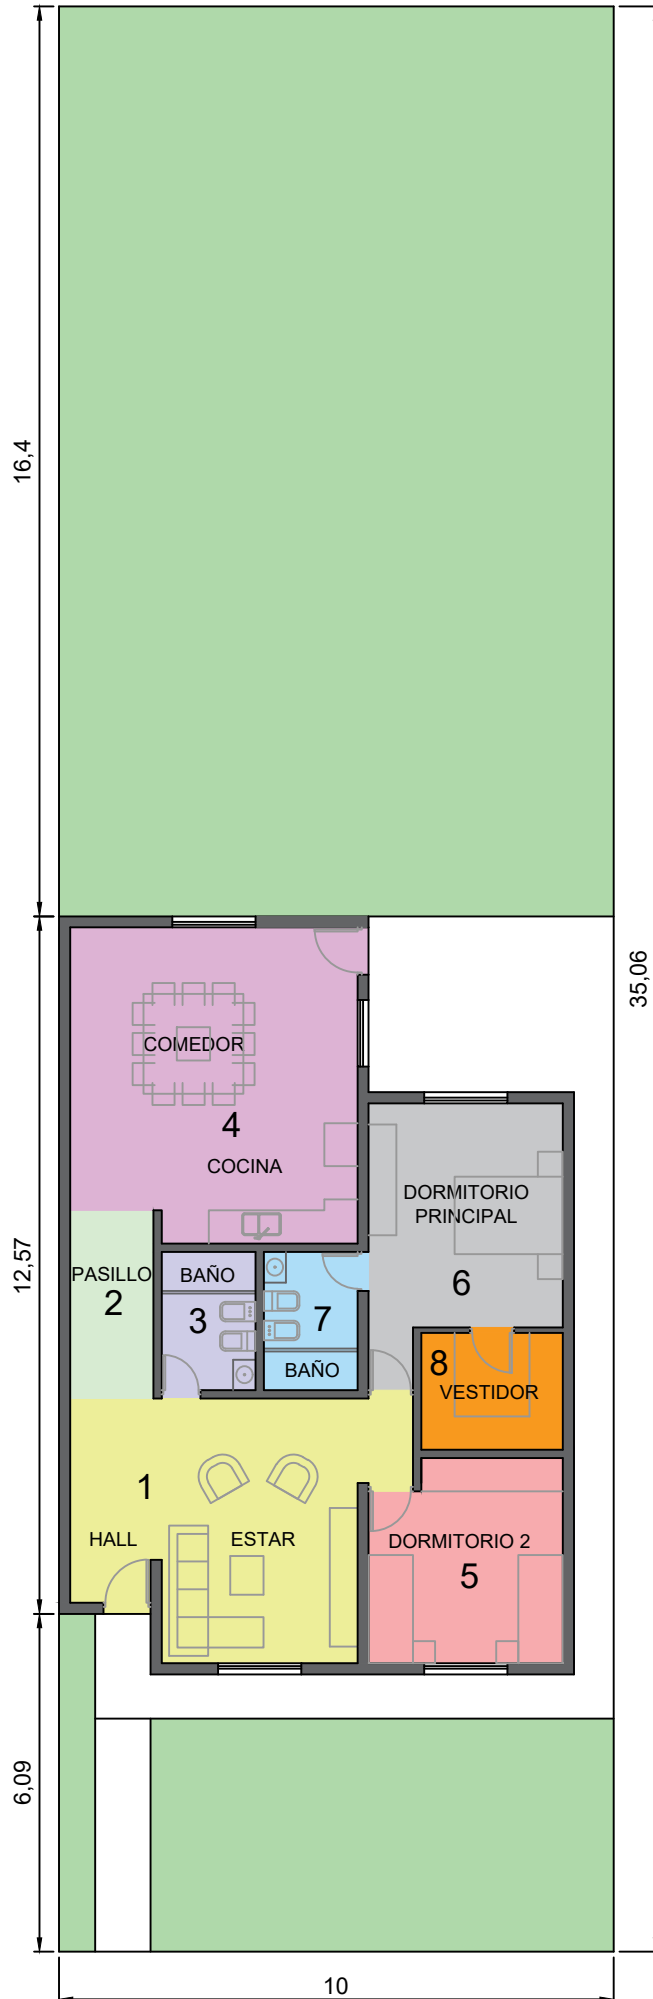 16,4
35,06
COMEDOR
4
COCINA
DORMITORIO
PRINCIPAL
12,57
PASILLO
2
BAÑO
3
7
BAÑO
6
8
VESTIDOR
1
HALL
ESTAR
DORMITORIO 2
5
6,09
10